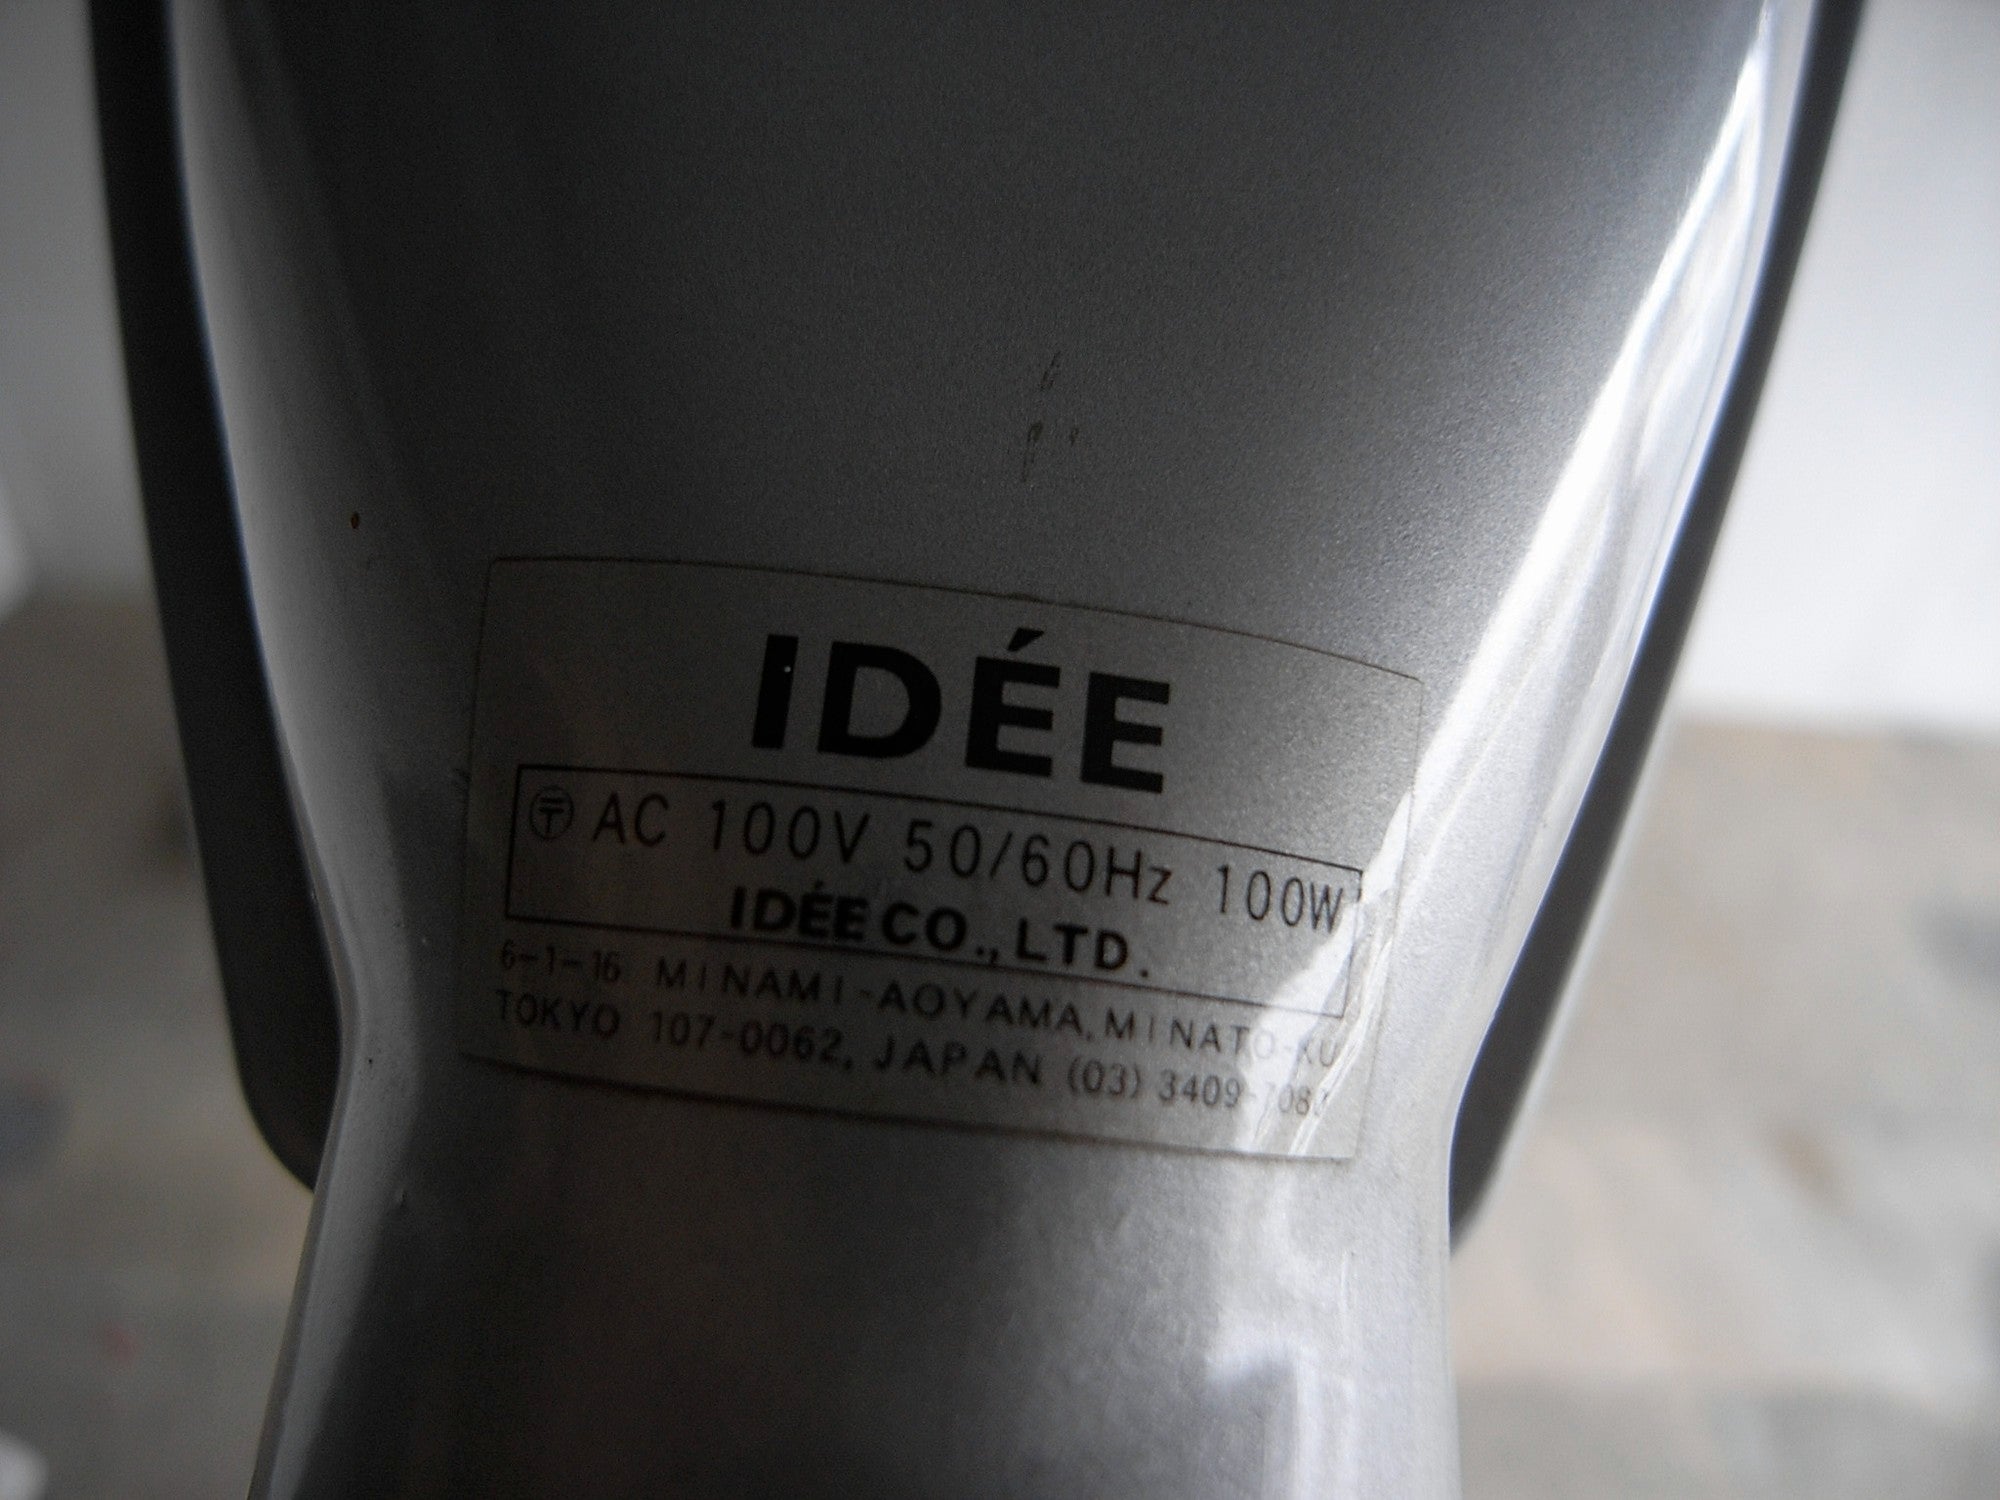 IDÉE
〶 AC 100V 50/60Hz 100W
IDÉE CO., LTD.
6-1-16 MINAMI-AOYAMA, MINATO-KU
TOKYO 107-0062, JAPAN (03)